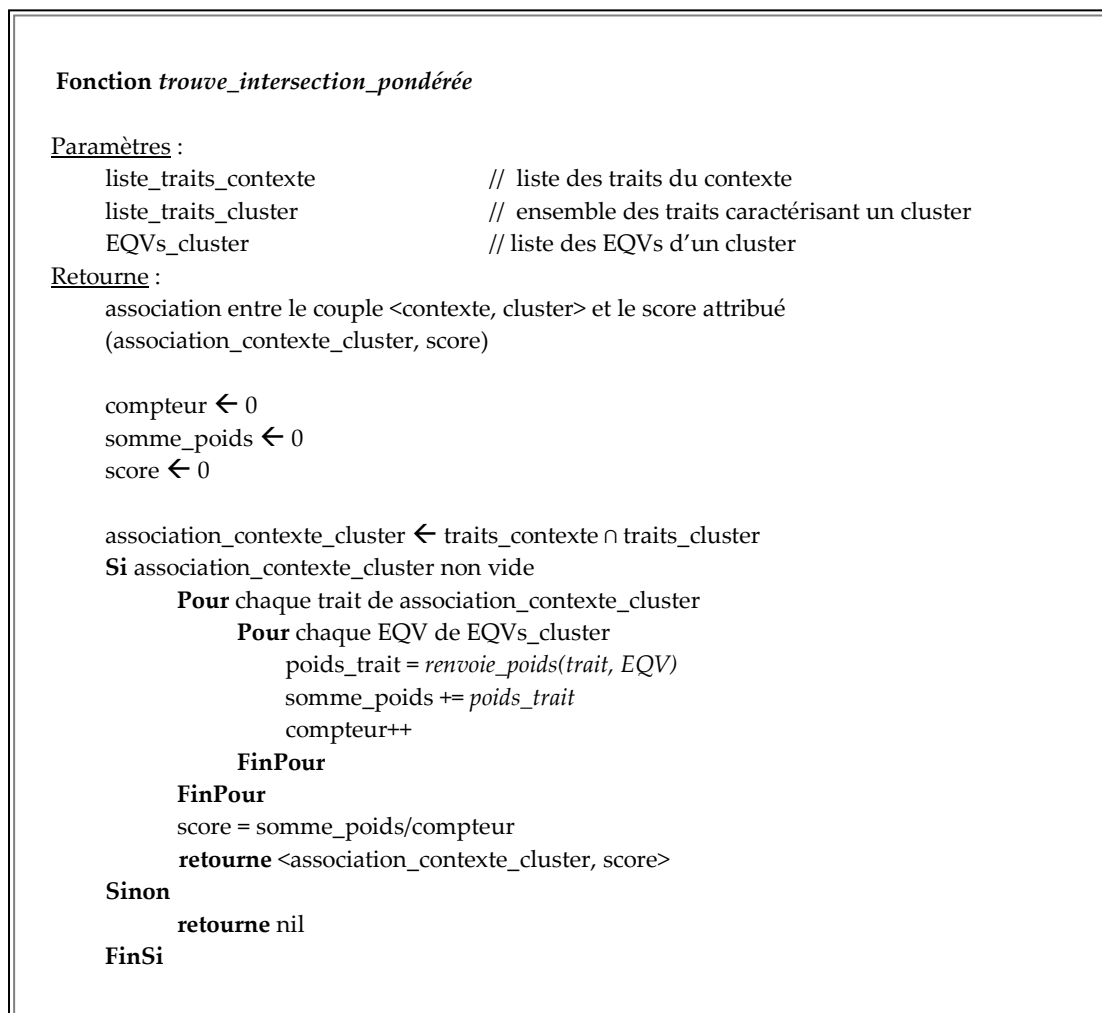 Fonction trouve_intersection_pondérée
Paramètres :
liste_traits_contexte // liste des traits du contexte
liste_traits_cluster // ensemble des traits caractérisant un cluster
EQVs_cluster // liste des EQVs d’un cluster
Retourne :
association entre le couple <contexte, cluster> et le score attribué
(association_contexte_cluster, score)
compteur ← 0
somme_poids ← 0
score ← 0
association_contexte_cluster ← traits_contexte ∩ traits_cluster
Si association_contexte_cluster non vide
Pour chaque trait de association_contexte_cluster
Pour chaque EQV de EQVs_cluster
poids_trait = renvoie_poids(trait, EQV)
somme_poids += poids_trait
compteur++
FinPour
FinPour
score = somme_poids/compteur
retourne <association_contexte_cluster, score>
Sinon
retourne nil
FinSi